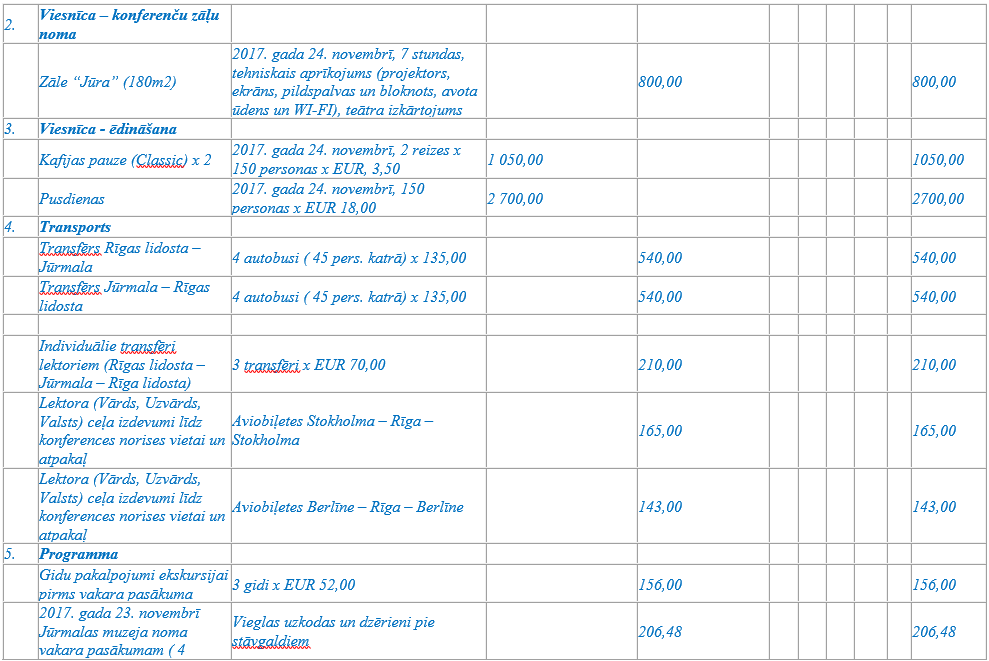 2.
Viesnīca – konferenču zāļu
noma
Zāle “Jūra” (180m2)
2017. gada 24. novembrī, 7 stundas,
tehniskais aprīkojums (projektors,
ekrāns, pildspalvas un bloknots, avota
ūdens un WI-FI), teātra izkārtojums
800,00
800,00
3.
Viesnīca - ēdināšana
Kafijas pauze (Classic) x 2
2017. gada 24. novembrī, 2 reizes x
150 personas x EUR, 3,50
1 050,00
1050,00
Pusdienas
2017. gada 24. novembrī, 150
personas x EUR 18,00
2 700,00
2700,00
4.
Transports
Transfērs Rīgas lidosta –
Jūrmala
4 autobusi ( 45 pers. katrā) x 135,00
540,00
540,00
Transfērs Jūrmala – Rīgas
lidosta
4 autobusi ( 45 pers. katrā) x 135,00
540,00
540,00
Individuālie transfēri
lektoriem (Rīgas lidosta –
Jūrmala – Rīga lidosta)
3 transfēri x EUR 70,00
210,00
210,00
Lektora (Vārds, Uzvārds,
Valsts) ceļa izdevumi līdz
konferences norises vietai un
atpakaļ
Aviobiļetes Stokholma – Rīga –
Stokholma
165,00
165,00
Lektora (Vārds, Uzvārds,
Valsts) ceļa izdevumi līdz
konferences norises vietai un
atpakaļ
Aviobiļetes Berlīne – Rīga – Berlīne
143,00
143,00
5.
Programma
Gidu pakalpojumi ekskursijai
pirms vakara pasākuma
3 gidi x EUR 52,00
156,00
156,00
2017. gada 23. novembrī
Jūrmalas muzeja noma
vakara pasākumam ( 4
Vieglas uzkodas un dzērieni pie
stāvgaldiem
206,48
206,48